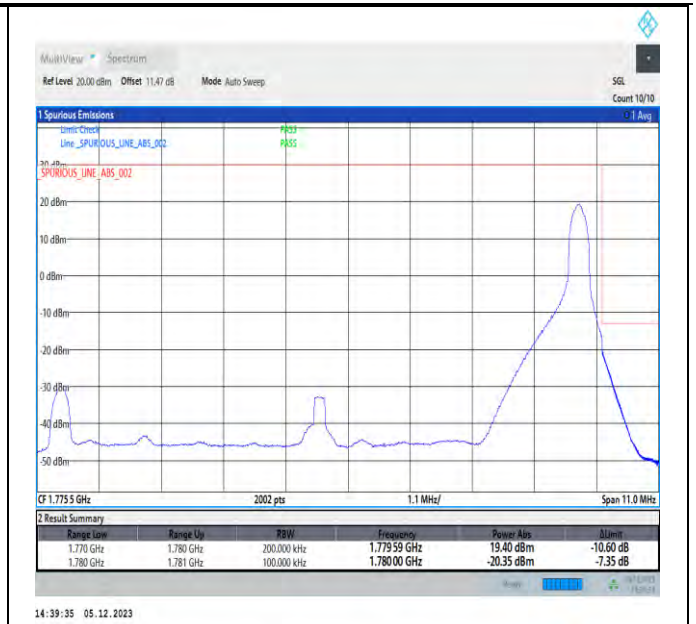 MultiView Spectrum
Ref Level 20.00 dBm Offset 11.47 dB Mode Auto Sweep SGL
Count 10/10
1 Spurious Emissions 1 Avg
Limit Check PASS
Line _SPURIOUS_LINE_ABS_002 PASS
30 dBm
_SPURIOUS_LINE_ABS_002
20 dBm
10 dBm
0 dBm
-10 dBm
-20 dBm
-30 dBm
-40 dBm
-50 dBm
CF 1.775 5 GHz 2002 pts 1.1 MHz/ Span 11.0 MHz
2 Result Summary
Range Low Range Up RBW Frequency Power Abs ΔLimit
1.770 GHz 1.780 GHz 200.000 kHz 1.779 59 GHz 19.40 dBm -10.60 dB
1.780 GHz 1.781 GHz 100.000 kHz 1.780 00 GHz -20.35 dBm -7.35 dB
14:39:35 05.12.2023